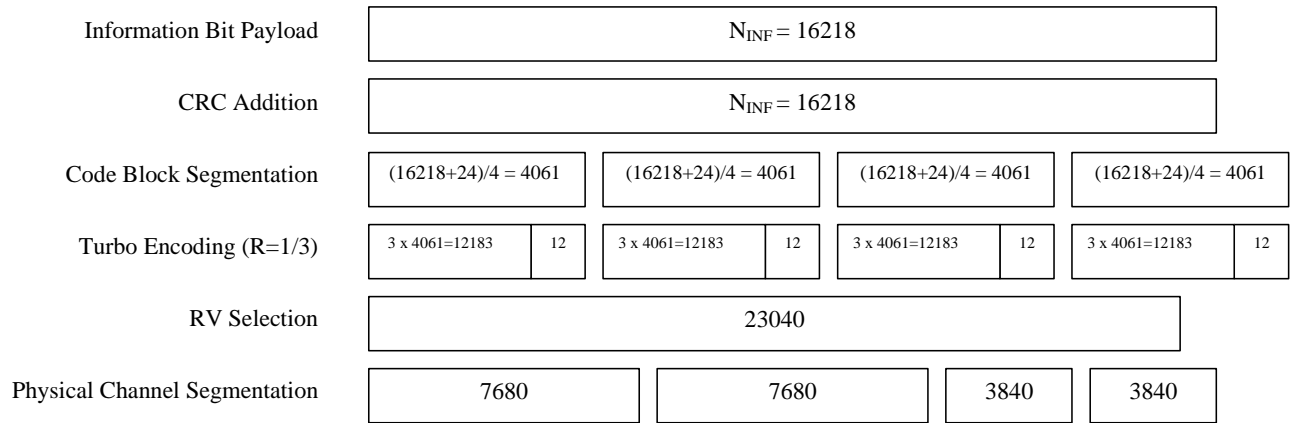 Information Bit Payload
N_INF = 16218
CRC Addition
N_INF = 16218
Code Block Segmentation
(16218+24)/4 = 4061
(16218+24)/4 = 4061
(16218+24)/4 = 4061
(16218+24)/4 = 4061
Turbo Encoding (R=1/3)
3 x 4061=12183
12
3 x 4061=12183
12
3 x 4061=12183
12
3 x 4061=12183
12
RV Selection
23040
Physical Channel Segmentation
7680
7680
3840
3840